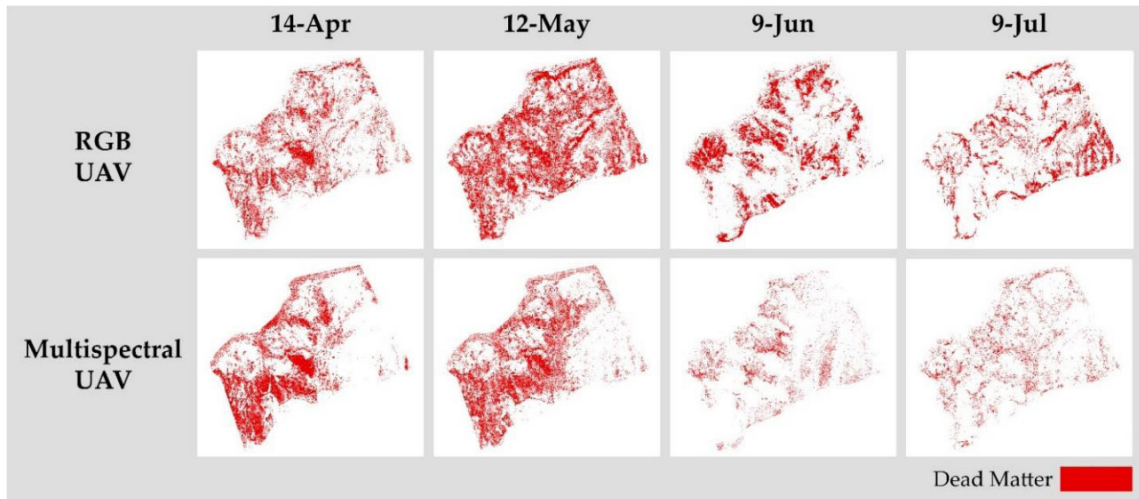 14-Apr 12-May 9-Jun 9-Jul
RGB
UAV
Multispectral
UAV
Dead Matter